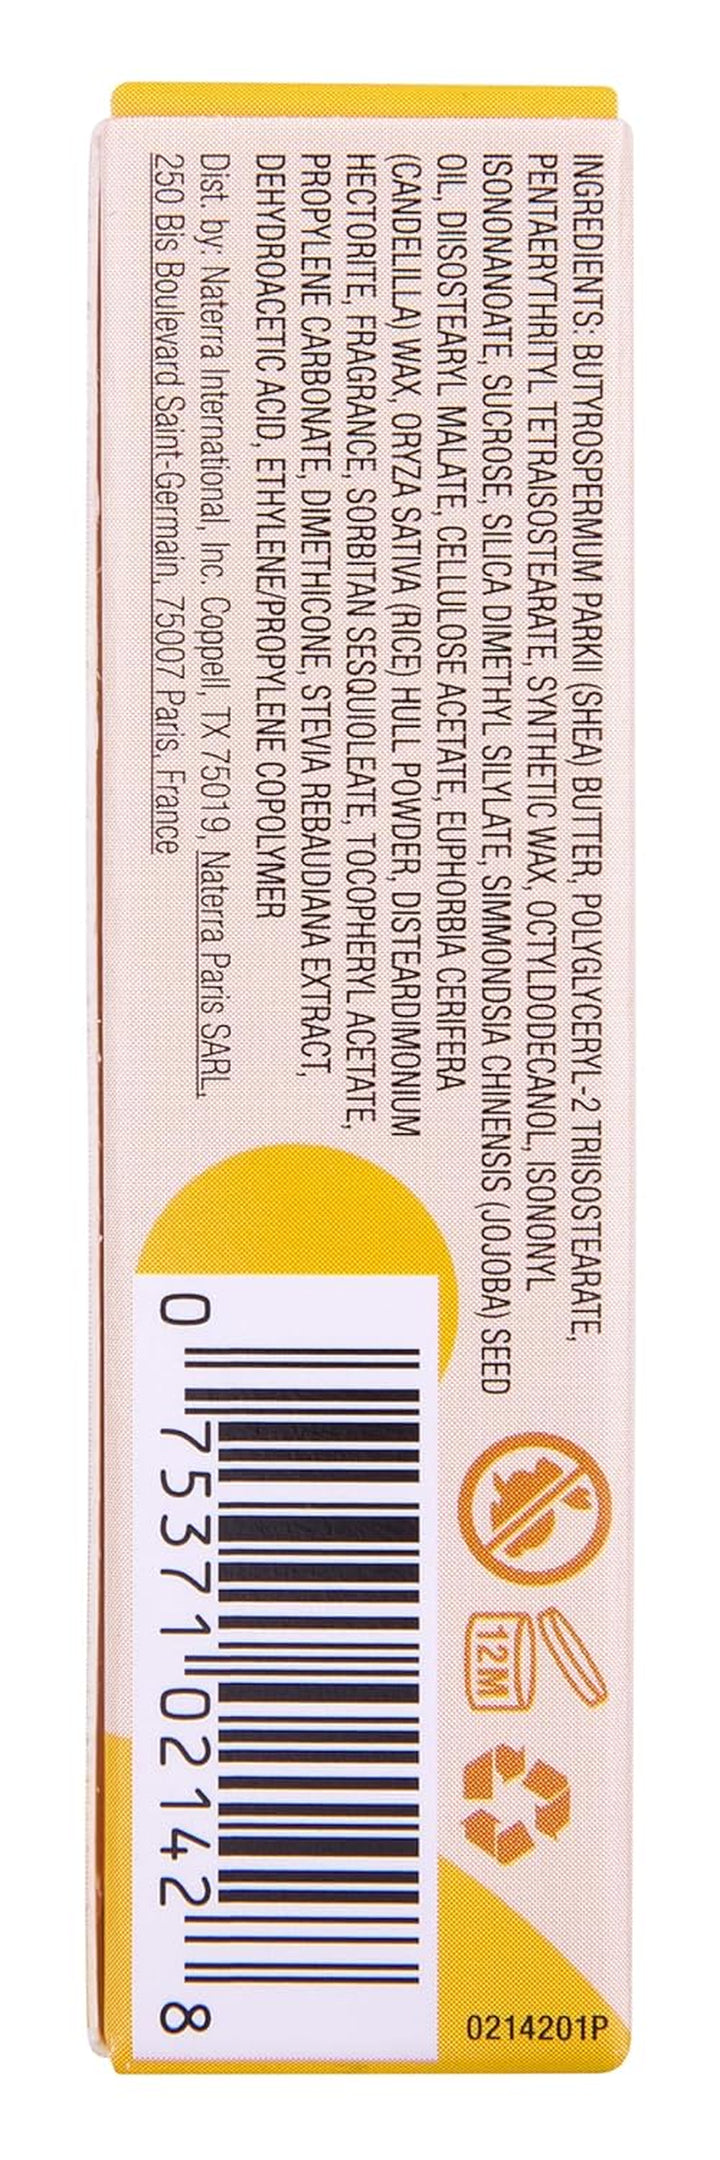 INGREDIENTS: BUTYROSPERMUM PARKII (SHEA) BUTTER, POLYGLYCERYL-2 TRIISOSTEARATE,
PENTAERYTHRITYL TETRAISOSTEARATE, SYNTHETIC WAX, OCTYLDODECANOL, ISONONYL
ISONONANOATE, SUCROSE, SILICA DIMETHYL SILYLATE, SIMMONDSIA CHINENSIS (JOJOBA) SEED
OIL, DISOSTEARYL MALATE, CELLULOSE ACETATE, EUPHORBIA CERIFERA
(CANDELILLA) WAX, ORYZA SATIVA (RICE) HULL POWDER, DISTEARDIMONIUM
HECTORITE, FRAGRANCE, SORBITAN SESQUIOLEATE, TOCOPHERYL ACETATE,
PROPYLENE CARBONATE, DIMETHICONE, STEVIA REBAUDIANA EXTRACT,
DEHYDROACETIC ACID, ETHYLENE/PROPYLENE COPOLYMER
Dist. by: Naterra International, Inc. Coppell, TX 75019, Naterra Paris SARL,
250 Bis Boulevard Saint-Germain, 75007 Paris, France
12M
0 75371 02142 8
0214201P